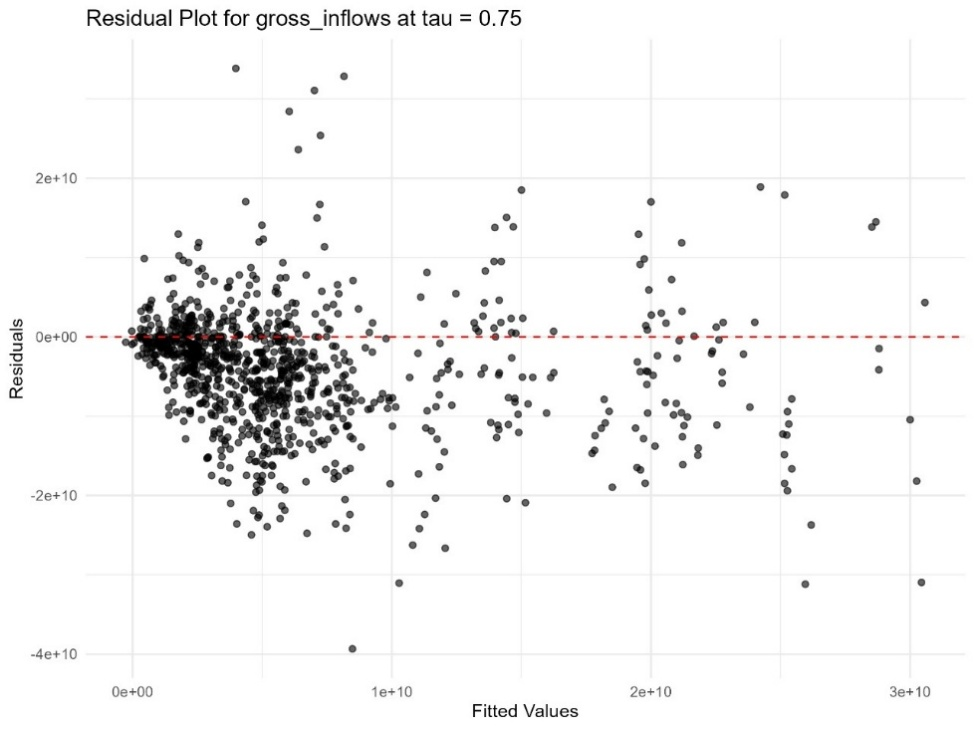 Residual Plot for gross_inflows at tau = 0.75
Residuals
2e+10
0e+00
-2e+10
-4e+10
0e+00 1e+10 2e+10 3e+10
Fitted Values